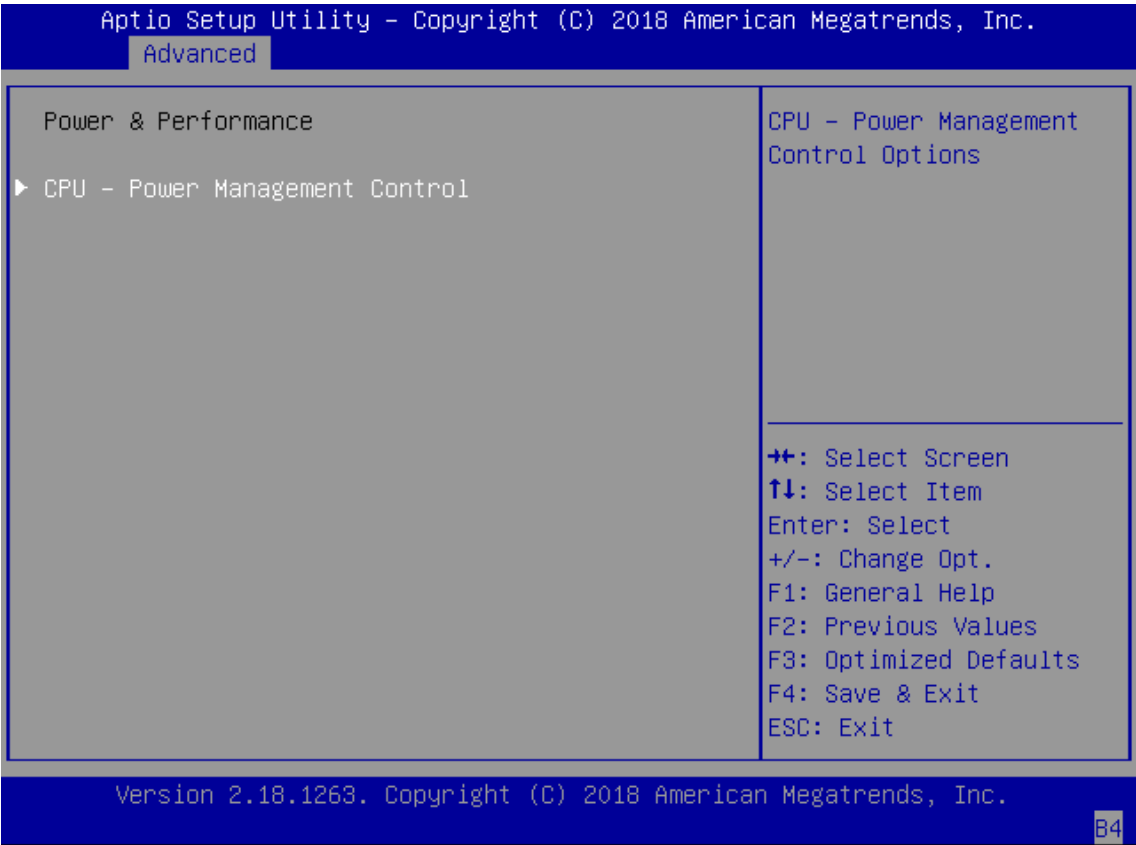 Aptio Setup Utility – Copyright (C) 2018 American Megatrends, Inc.
Advanced
Power & Performance
▶ CPU – Power Management Control
CPU – Power Management
Control Options
→←: Select Screen
↑↓: Select Item
Enter: Select
+/-: Change Opt.
F1: General Help
F2: Previous Values
F3: Optimized Defaults
F4: Save & Exit
ESC: Exit
Version 2.18.1263. Copyright (C) 2018 American Megatrends, Inc.
B4